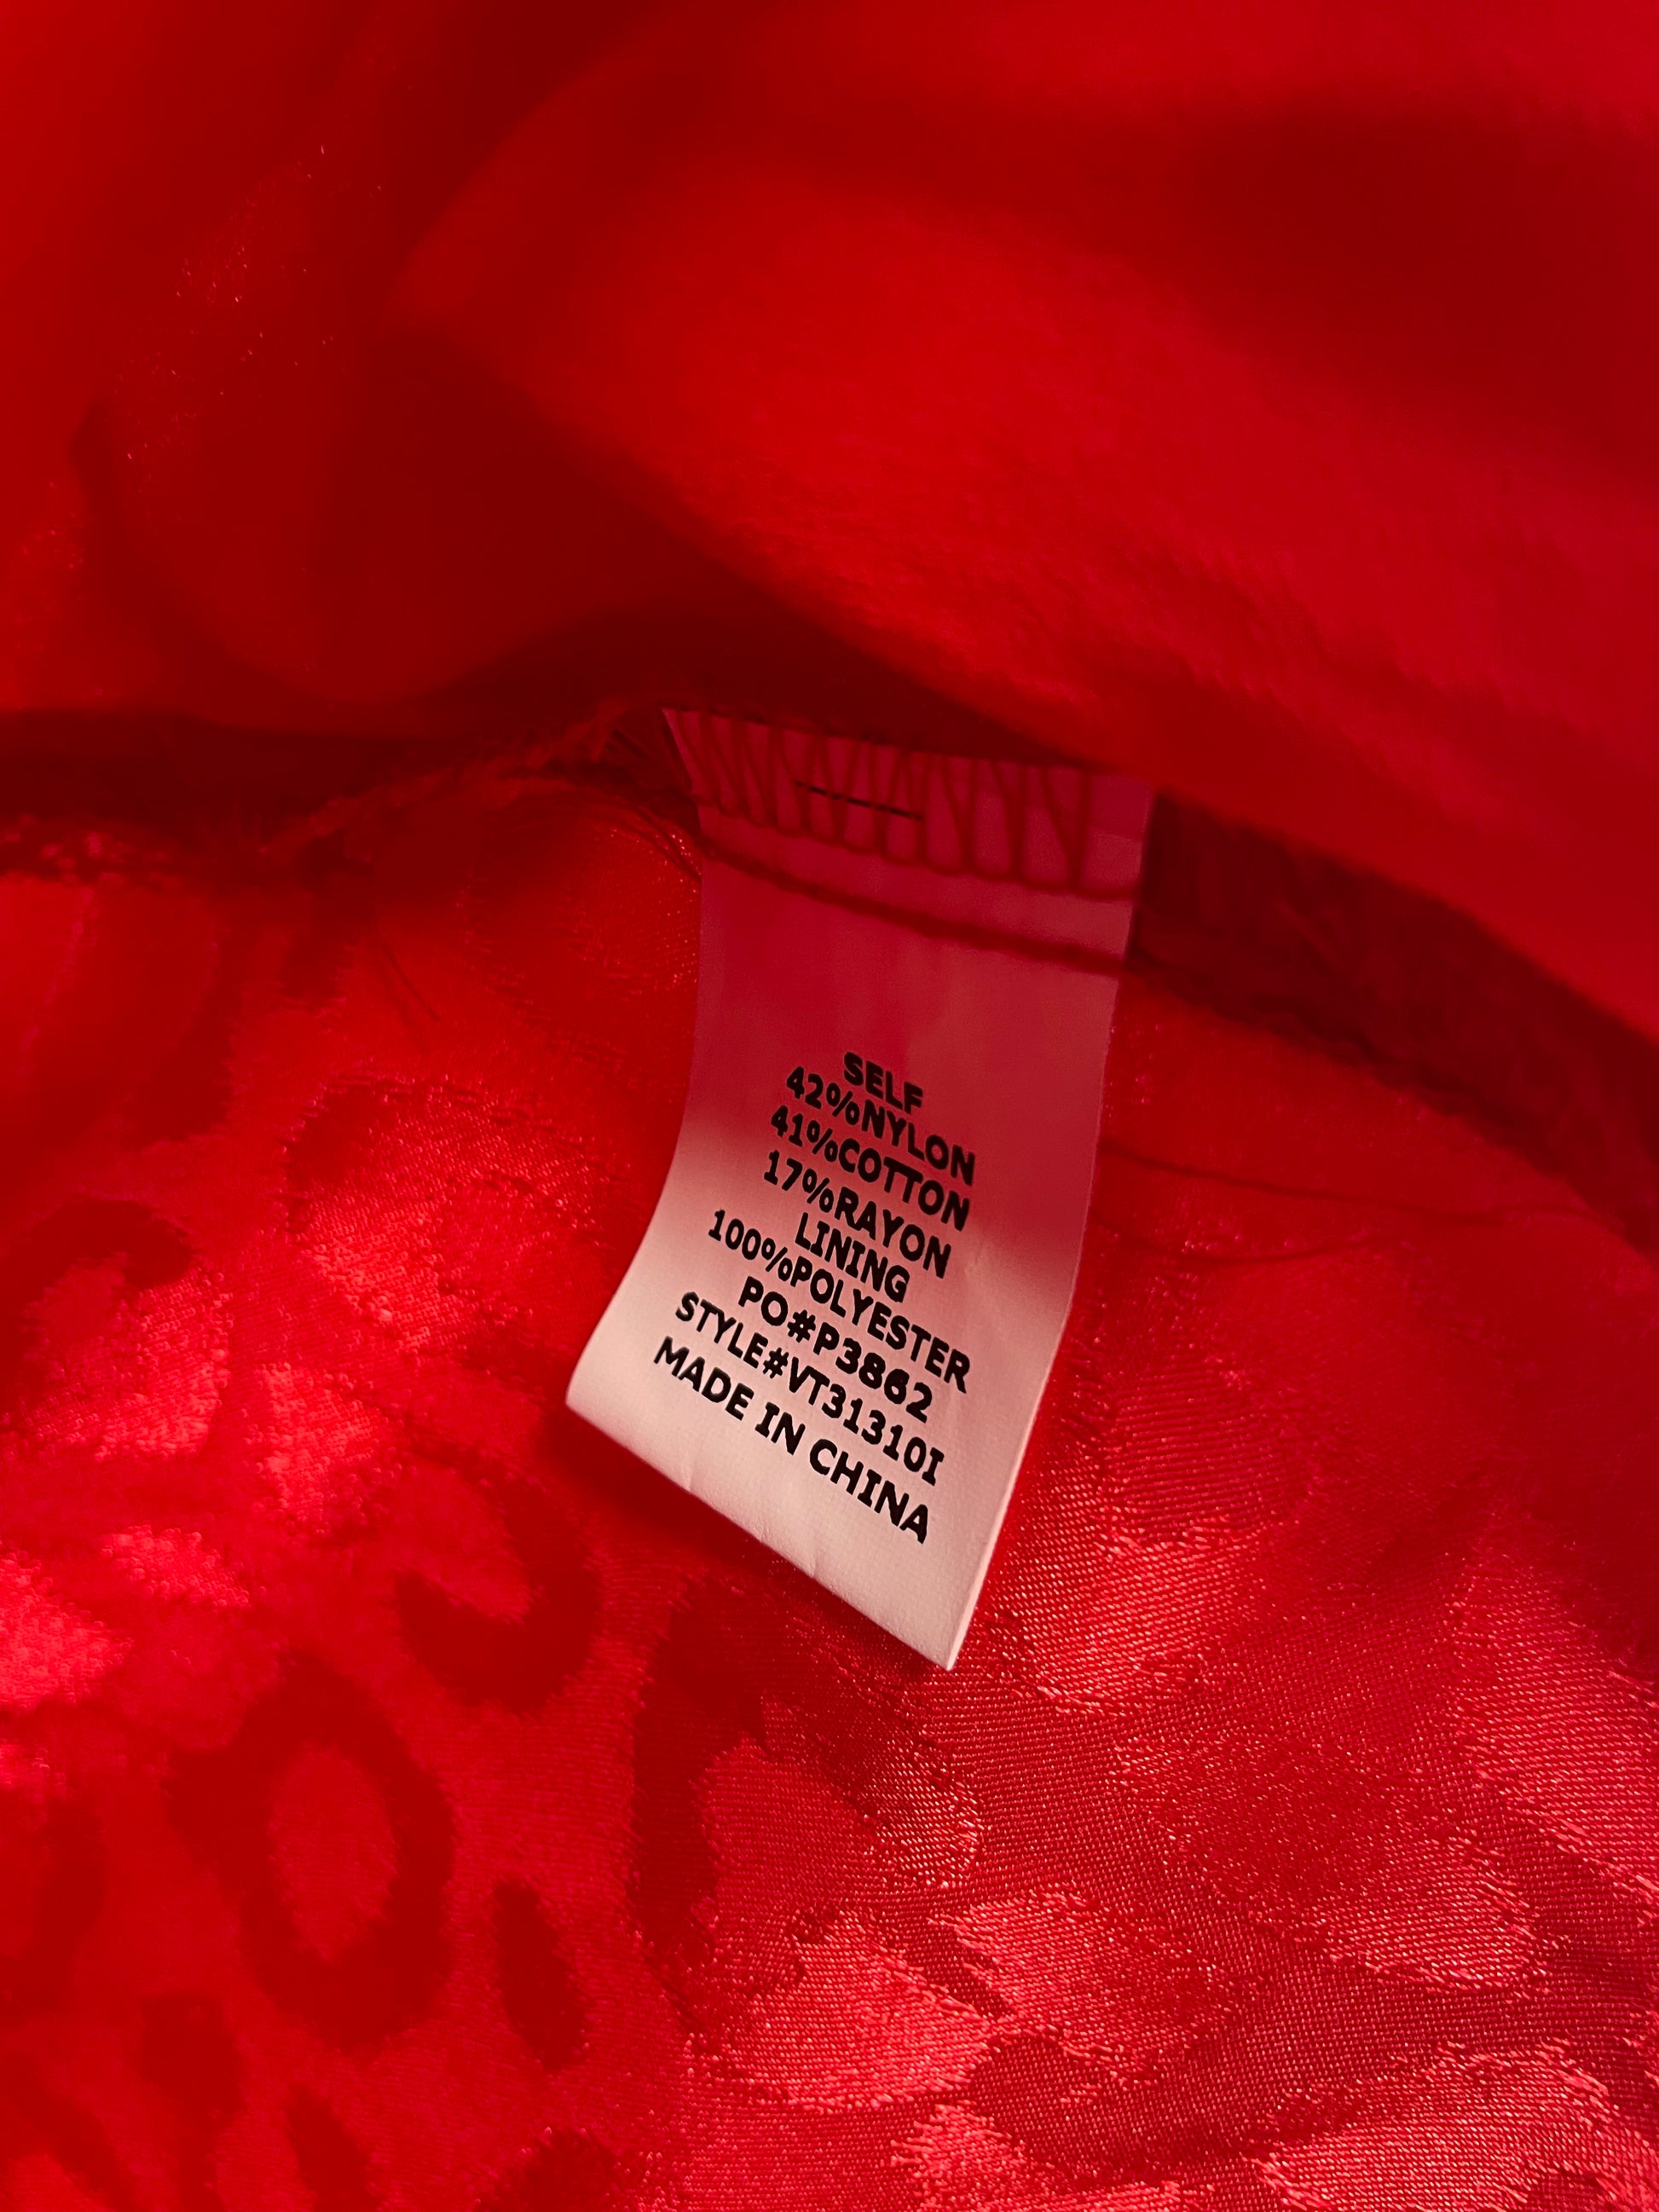 SELF
42%NYLON
41%COTTON
17%RAYON
LINING
100%POLYESTER
PO#P3862
STYLE#VT31310I
MADE IN CHINA